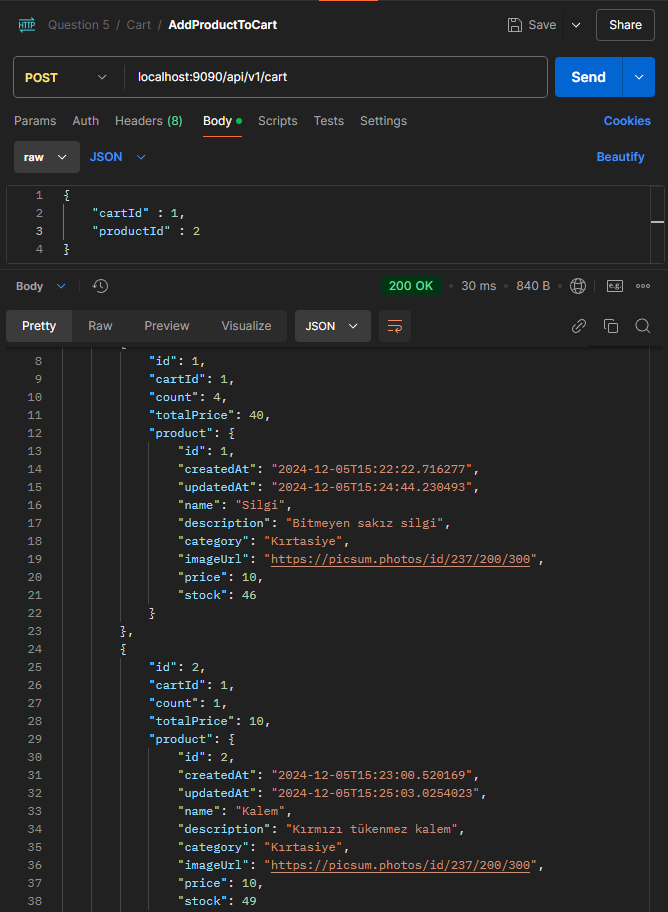 HTTP Question 5 / Cart / AddProductToCart Save Share
POST localhost:9090/api/v1/cart Send
Params Auth Headers (8) Body Scripts Tests Settings Cookies
raw JSON Beautify
1 {
2 "cartId" : 1,
3 "productId" : 2
4 }
Body 200 OK • 30 ms • 840 B e.g.
Pretty Raw Preview Visualize JSON
8 "id": 1,
9 "cartId": 1,
10 "count": 4,
11 "totalPrice": 40,
12 "product": {
13 "id": 1,
14 "createdAt": "2024-12-05T15:22:22.716277",
15 "updatedAt": "2024-12-05T15:24:44.230493",
16 "name": "Silgi",
17 "description": "Bitmeyen sakız silgi",
18 "category": "Kırtasiye",
19 "imageUrl": "https://picsum.photos/id/237/200/300",
20 "price": 10,
21 "stock": 46
22 }
23 },
24 {
25 "id": 2,
26 "cartId": 1,
27 "count": 1,
28 "totalPrice": 10,
29 "product": {
30 "id": 2,
31 "createdAt": "2024-12-05T15:23:00.520169",
32 "updatedAt": "2024-12-05T15:25:03.0254023",
33 "name": "Kalem",
34 "description": "Kırmızı tükenmez kalem",
35 "category": "Kırtasiye",
36 "imageUrl": "https://picsum.photos/id/237/200/300",
37 "price": 10,
38 "stock": 49